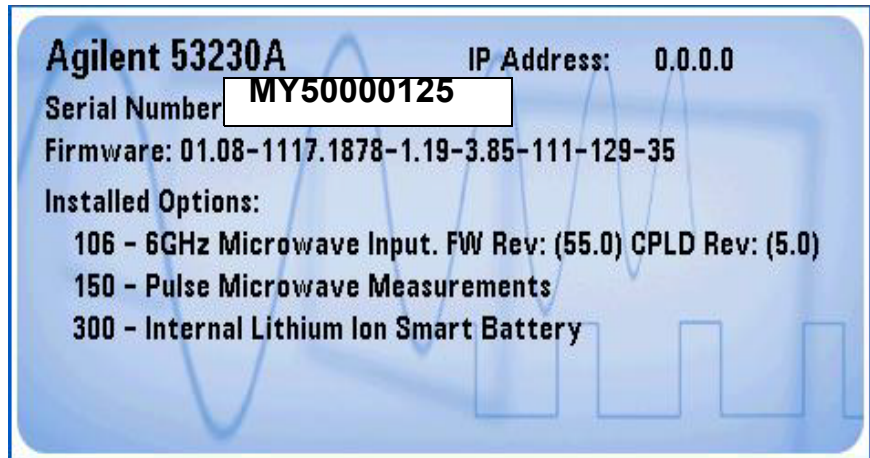 Agilent 53230A IP Address: 0.0.0.0
Serial Number MY50000125
Firmware: 01.08-1117.1878-1.19-3.85-111-129-35
Installed Options:
106 - 6GHz Microwave Input. FW Rev: (55.0) CPLD Rev: (5.0)
150 - Pulse Microwave Measurements
300 - Internal Lithium Ion Smart Battery